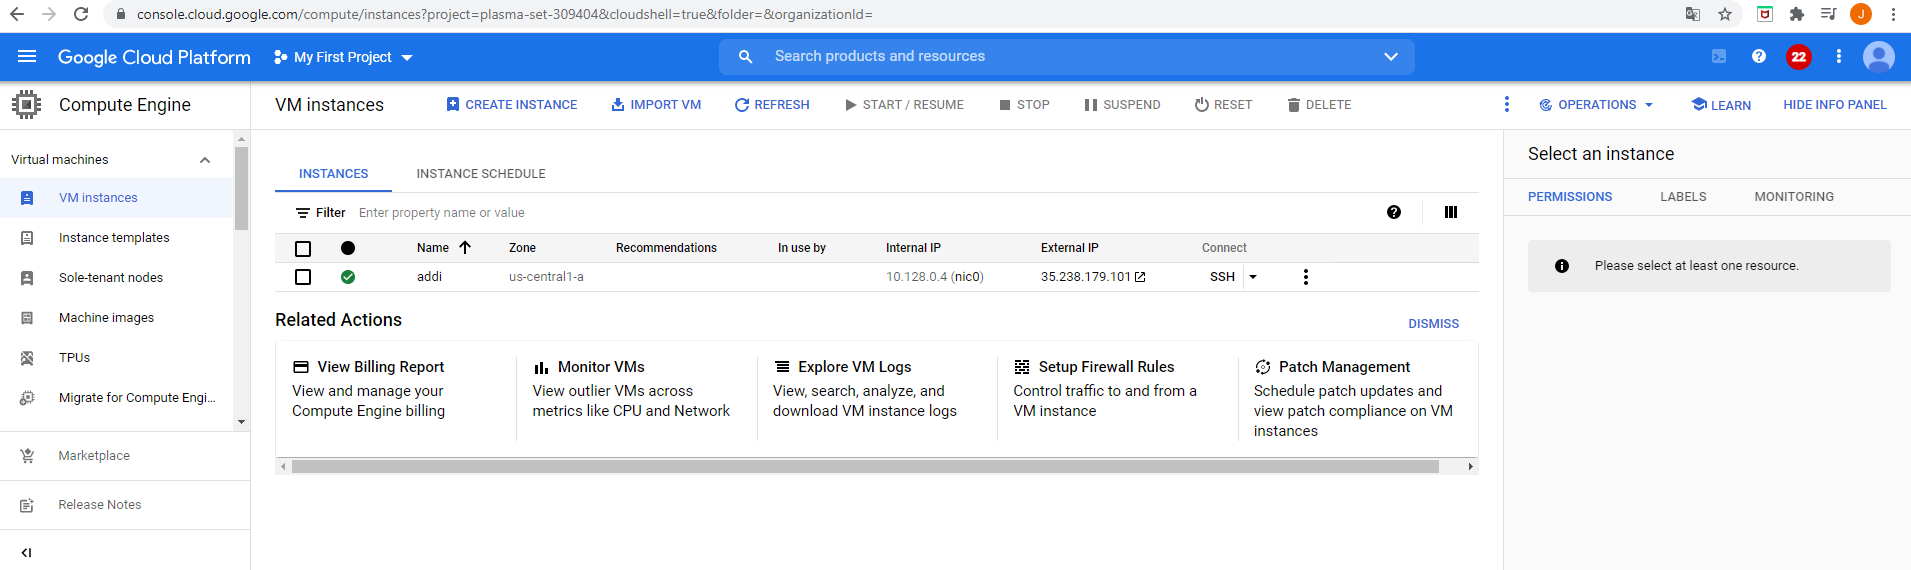 console.cloud.google.com/compute/instances?project=plasma-set-309404&cloudshell=true&folder=&organizationId=
J
Google Cloud Platform My First Project Search products and resources 22
Compute Engine VM instances CREATE INSTANCE IMPORT VM REFRESH START / RESUME STOP SUSPEND RESET DELETE OPERATIONS LEARN HIDE INFO PANEL
Virtual machines
VM instances
Instance templates
Sole-tenant nodes
Machine images
TPUs
Migrate for Compute Engi...
Marketplace
Release Notes
INSTANCES INSTANCE SCHEDULE
Filter Enter property name or value
Name Zone Recommendations In use by Internal IP External IP Connect
addi us-central1-a 10.128.0.4 (nic0) 35.238.179.101 SSH
Related Actions DISMISS
View Billing Report
View and manage your
Compute Engine billing
Monitor VMs
View outlier VMs across
metrics like CPU and Network
Explore VM Logs
View, search, analyze, and
download VM instance logs
Setup Firewall Rules
Control traffic to and from a
VM instance
Patch Management
Schedule patch updates and
view patch compliance on VM
instances
Select an instance
PERMISSIONS LABELS MONITORING
Please select at least one resource.